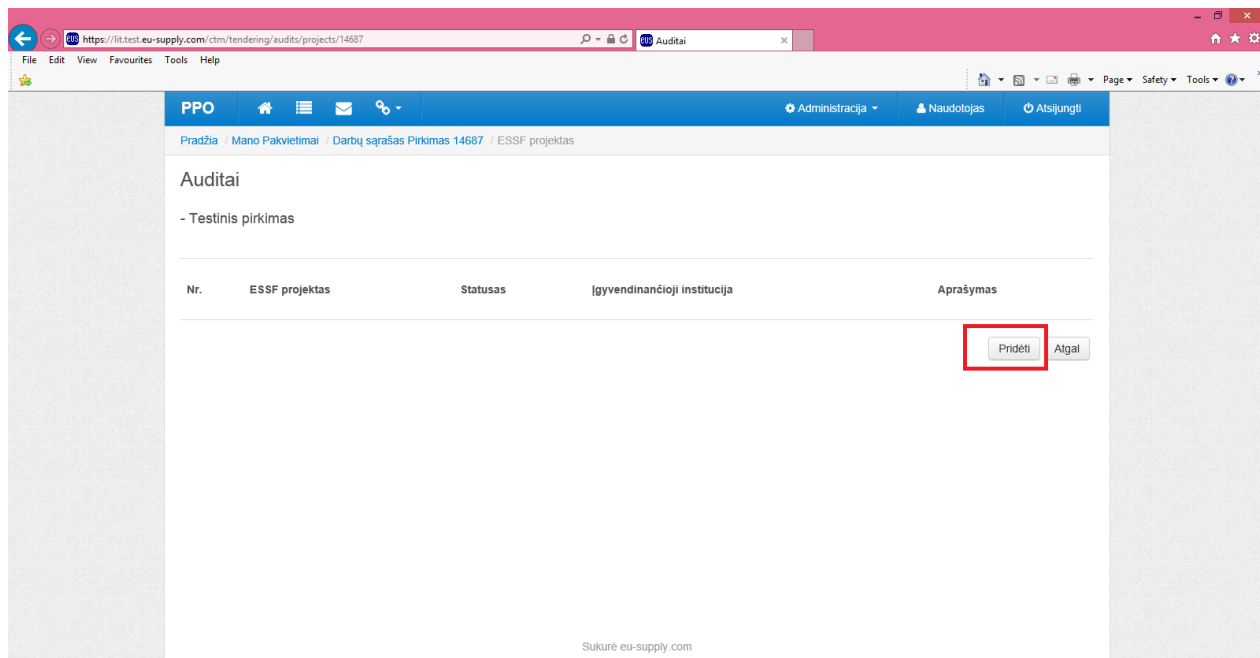 https://lit.test.eu-supply.com/ctm/tendering/audits/projects/14687
eus Auditai
File Edit View Favourites Tools Help
Page Safety Tools
PPO Administracija Naudotojas Atsijungti
Pradžia / Mano Pakvietimai / Darbų sąrašas Pirkimas 14687 / ESSF projektas
Auditai
- Testinis pirkimas
Nr. ESSF projektas Statusas Įgyvendinančioji institucija Aprašymas
Pridėti Atgal
Sukurė eu-supply.com